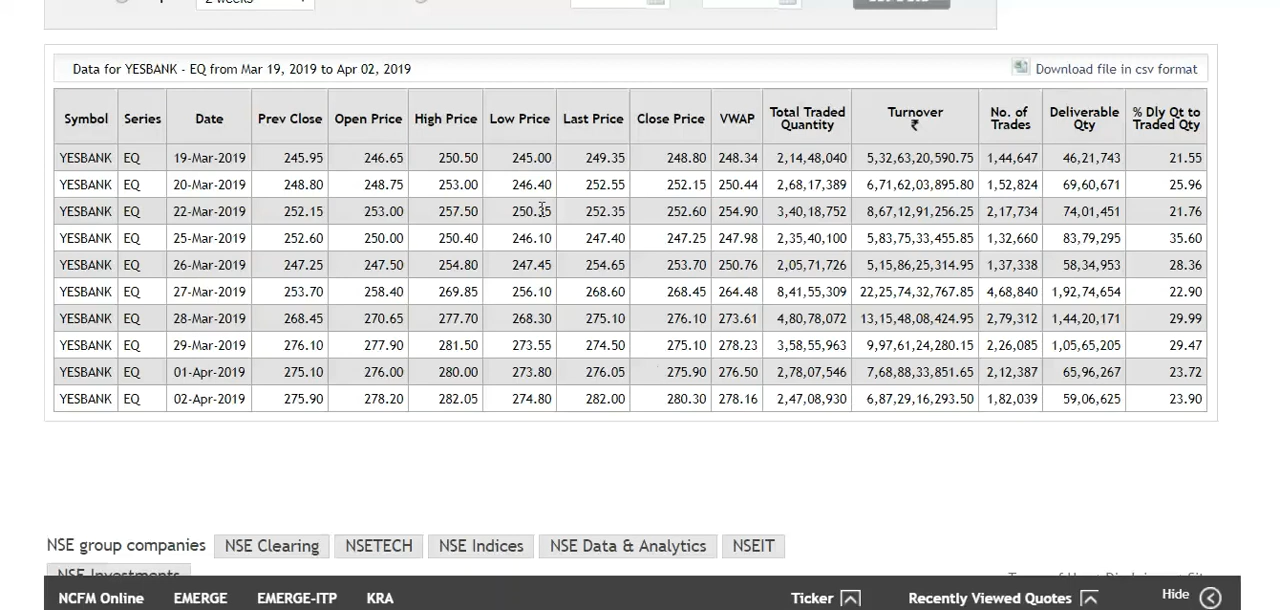 2 weeks
Data for YESBANK - EQ from Mar 19, 2019 to Apr 02, 2019
Download file in csv format
Symbol Series Date Prev Close Open Price High Price Low Price Last Price Close Price VWAP Total Traded Quantity Turnover ₹ No. of Trades Deliverable Qty % Dly Qt to Traded Qty
YESBANK EQ 19-Mar-2019 245.95 246.65 250.50 245.00 249.35 248.80 248.34 2,14,48,040 5,32,63,20,590.75 1,44,647 46,21,743 21.55
YESBANK EQ 20-Mar-2019 248.80 248.75 253.00 246.40 252.55 252.15 250.44 2,68,17,389 6,71,62,03,895.80 1,52,824 69,60,671 25.96
YESBANK EQ 22-Mar-2019 252.15 253.00 257.50 250.35 252.35 252.60 254.90 3,40,18,752 8,67,12,91,256.25 2,17,734 74,01,451 21.76
YESBANK EQ 25-Mar-2019 252.60 250.00 250.40 246.10 247.40 247.25 247.98 2,35,40,100 5,83,75,33,455.85 1,32,660 83,79,295 35.60
YESBANK EQ 26-Mar-2019 247.25 247.50 254.80 247.45 254.65 253.70 250.76 2,05,71,726 5,15,86,25,314.95 1,37,338 58,34,953 28.36
YESBANK EQ 27-Mar-2019 253.70 258.40 269.85 256.10 268.60 268.45 264.48 8,41,55,309 22,25,74,32,767.85 4,68,840 1,92,74,654 22.90
YESBANK EQ 28-Mar-2019 268.45 270.65 277.70 268.30 275.10 276.10 273.61 4,80,78,072 13,15,48,08,424.95 2,79,312 1,44,20,171 29.99
YESBANK EQ 29-Mar-2019 276.10 277.90 281.50 273.55 274.50 275.10 278.23 3,58,55,963 9,97,61,24,280.15 2,26,085 1,05,65,205 29.47
YESBANK EQ 01-Apr-2019 275.10 276.00 280.00 273.80 276.05 275.90 276.50 2,78,07,546 7,68,88,33,851.65 2,12,387 65,96,267 23.72
YESBANK EQ 02-Apr-2019 275.90 278.20 282.05 274.80 282.00 280.30 278.16 2,47,08,930 6,87,29,16,293.50 1,82,039 59,06,625 23.90
NSE group companies NSE Clearing NSETECH NSE Indices NSE Data & Analytics NSEIT
NSE Investments
NCFM Online EMERGE EMERGE-ITP KRA Ticker Recently Viewed Quotes Hide